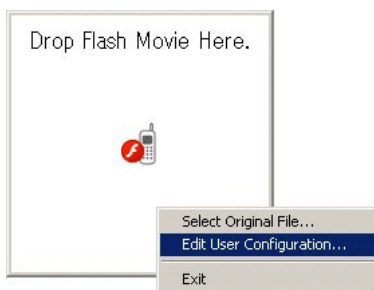 Drop Flash Movie Here.
Select Original File...
Edit User Configuration...
Exit